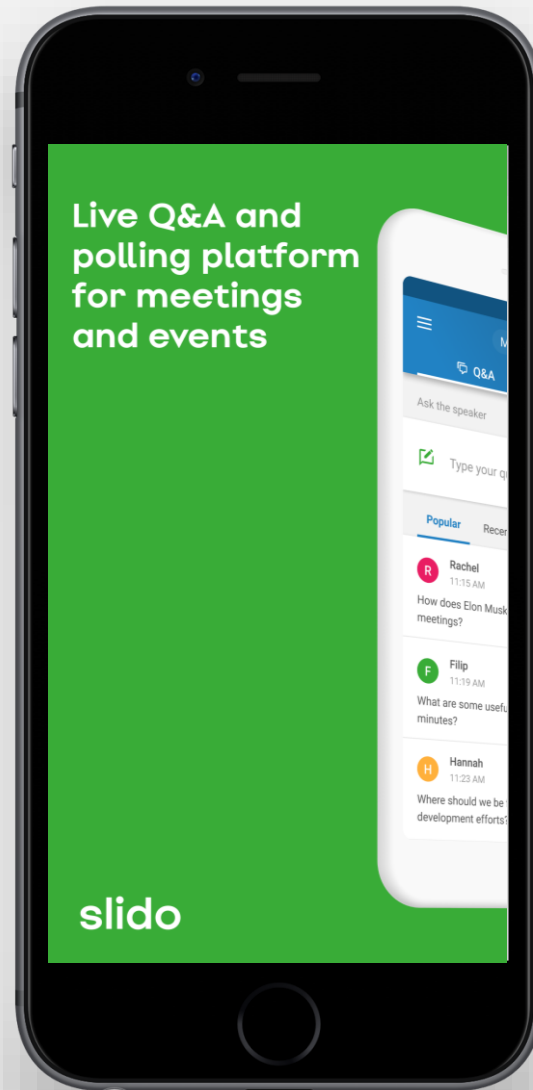 Live Q&A and
polling platform
for meetings
and events
Q&A
Ask the speaker
Type your
Popular
R
Rachel
11:15 AM
How does Elon Musk
meetings?
F
Filip
11:19 AM
What are some
minutes?
H
Hannah
11:23 AM
Where should we be
development efforts?
slido